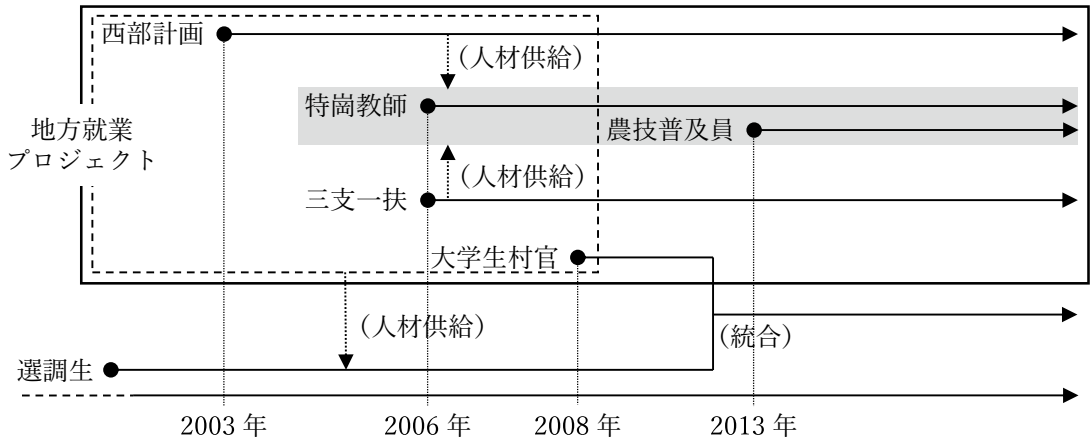 西部計画
(人材供給)
特崗教師
農技普及員
地方就業
プロジェクト
(人材供給)
三支一扶
大学生村官
(人材供給)
(統合)
選調生
2003 年
2006 年
2008 年
2013 年